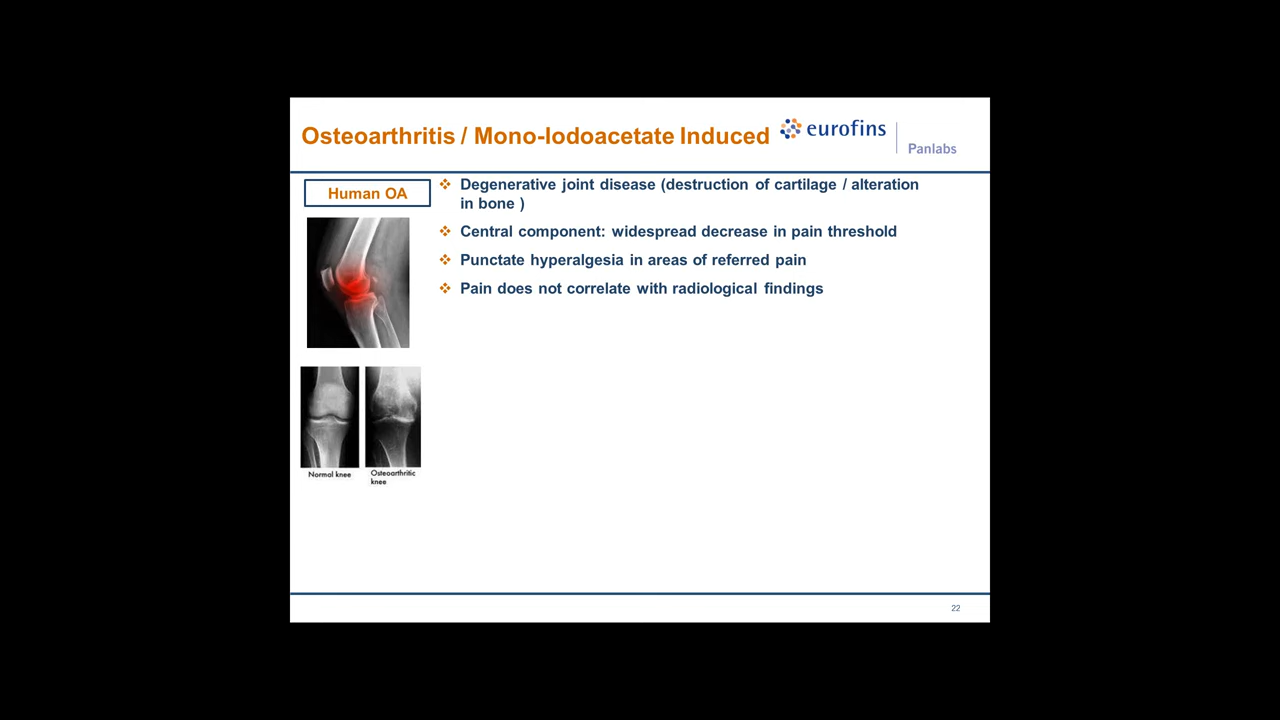 Osteoarthritis / Mono-Iodoacetate Induced
eurofins
Panlabs
Human OA
Degenerative joint disease (destruction of cartilage / alteration
in bone )
Central component: widespread decrease in pain threshold
Punctate hyperalgesia in areas of referred pain
Pain does not correlate with radiological findings
Normal knee
Osteoarthritic
knee
22